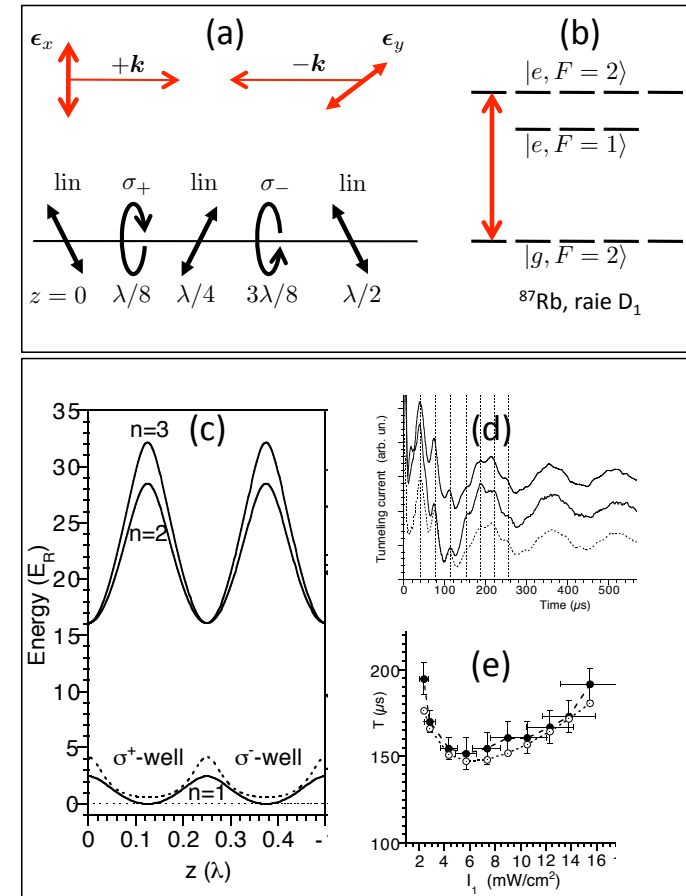 (a)
ϵx
+k
−k
ϵy
lin
σ+
lin
σ−
lin
z = 0
λ/8
λ/4
3λ/8
λ/2
(b)
|e, F = 2⟩
|e, F = 1⟩
|g, F = 2⟩
87Rb, raie D1
(c)
Energy (ER)
35
30
25
20
15
10
5
0
n=3
n=2
σ+-well
σ−-well
n=1
0
0.1
0.2
0.3
0.4
z (λ)
(d)
Tunneling current (arb. un.)
0
100
200
300
400
500
Time (µs)
(e)
T (µs)
200
150
100
2
4
6
8
10
12
14
16
I1 (mW/cm2)